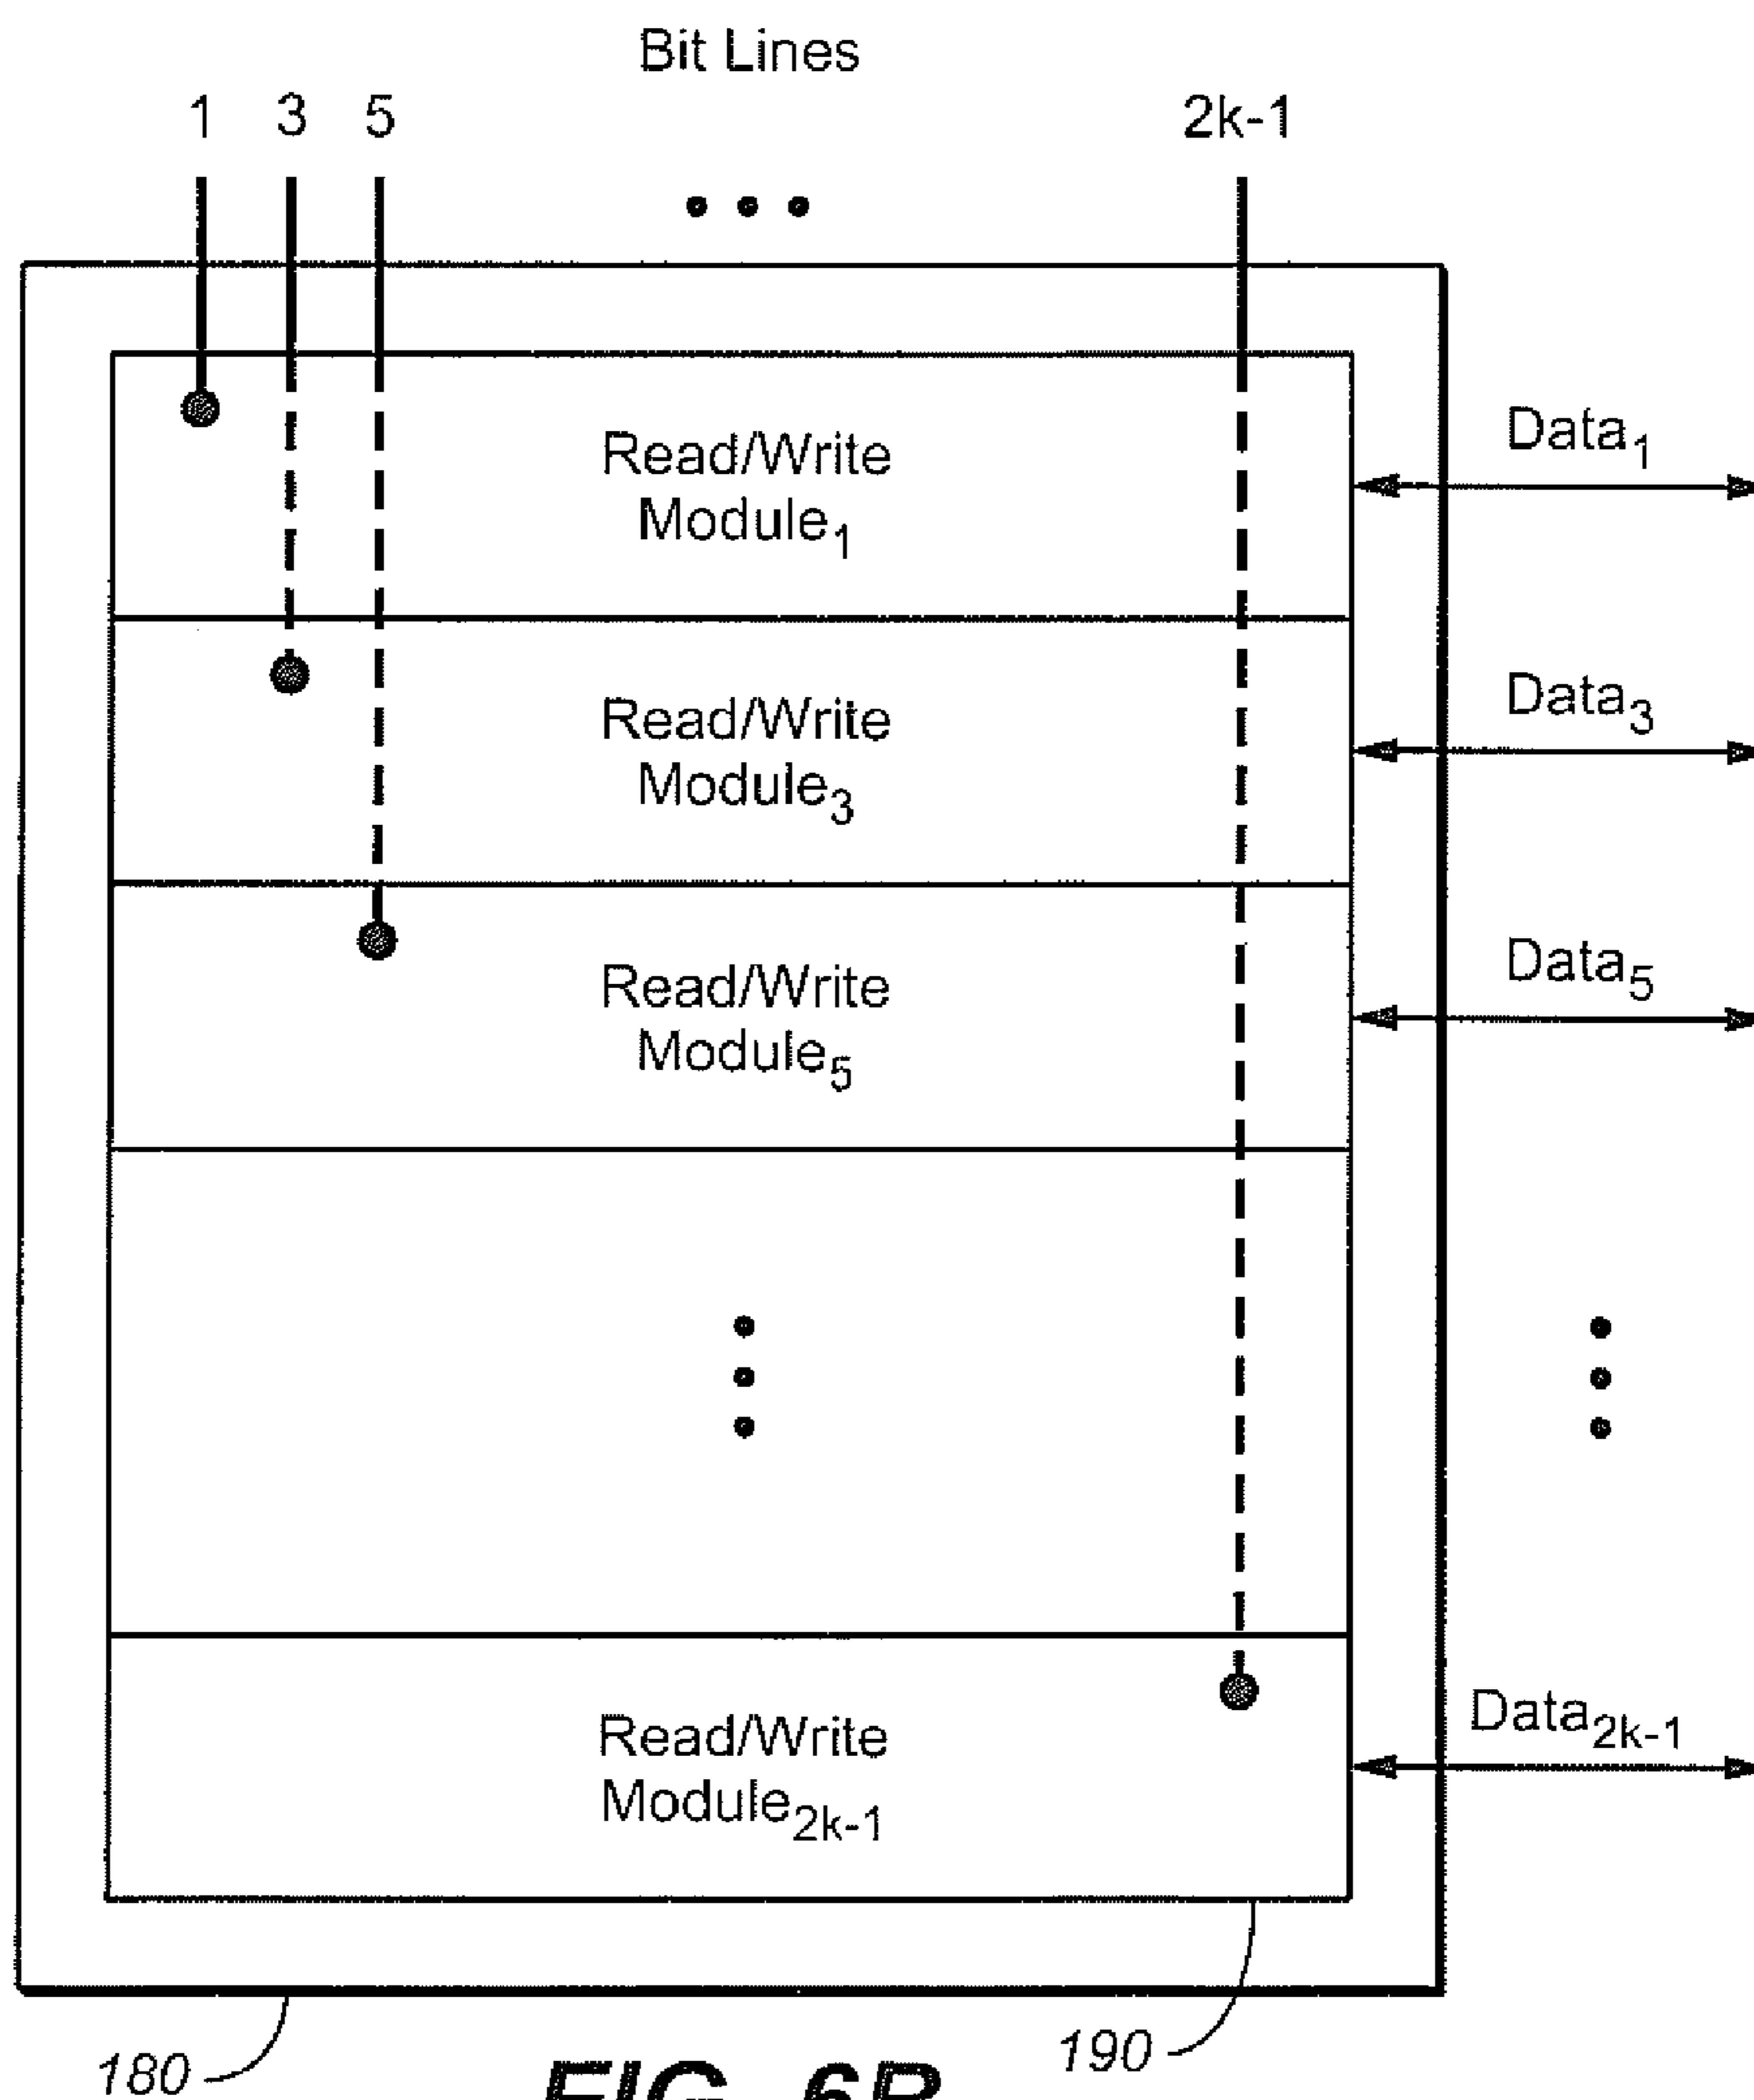 Bit Lines
1 3 5 2k-1
Read/Write
Module₁
Data₁
Read/Write
Module₃
Data₃
Read/Write
Module₅
Data₅
Read/Write
Module₂ₖ₋₁
Data₂ₖ₋₁
180
190